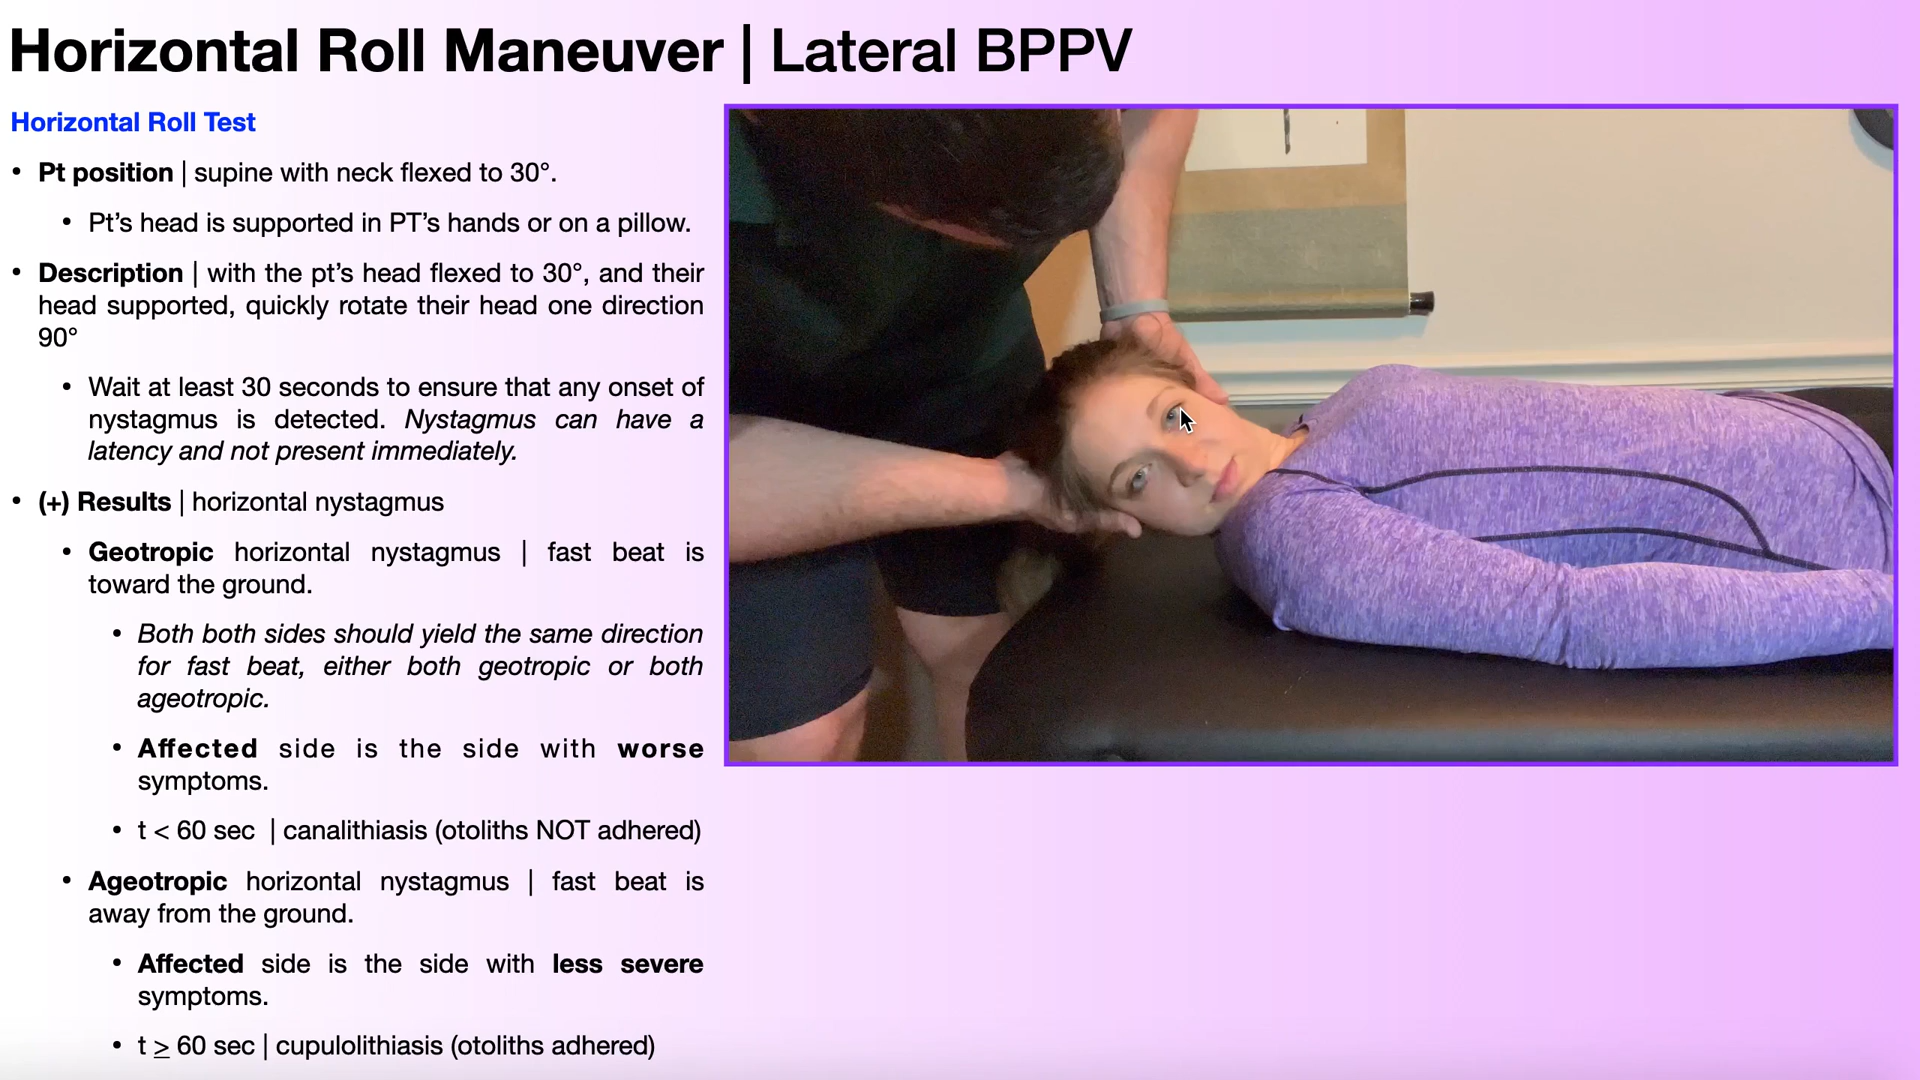 Horizontal Roll Maneuver | Lateral BPPV
Horizontal Roll Test
• Pt position | supine with neck flexed to 30°.
• Pt’s head is supported in PT’s hands or on a pillow.
• Description | with the pt’s head flexed to 30°, and their
head supported, quickly rotate their head one direction
90°
• Wait at least 30 seconds to ensure that any onset of
nystagmus is detected. Nystagmus can have a
latency and not present immediately.
• (+) Results | horizontal nystagmus
• Geotropic horizontal nystagmus | fast beat is
toward the ground.
• Both both sides should yield the same direction
for fast beat, either both geotropic or both
ageotropic.
• Affected side is the side with worse
symptoms.
• t < 60 sec | canalithiasis (otoliths NOT adhered)
• Ageotropic horizontal nystagmus | fast beat is
away from the ground.
• Affected side is the side with less severe
symptoms.
• t ≥ 60 sec | cupulolithiasis (otoliths adhered)